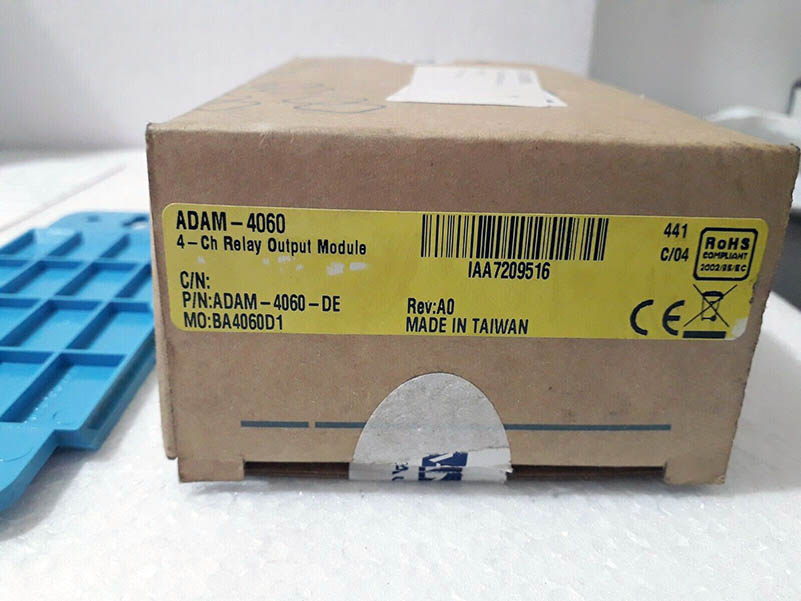 ADAM-4060
4-Ch Relay Output Module
IAA7209516
441
C/04
RoHS
COMPLIANT
2002/95/EC
C/N:
P/N:ADAM-4060-DE
MO:BA4060D1
Rev:A0
MADE IN TAIWAN
CE